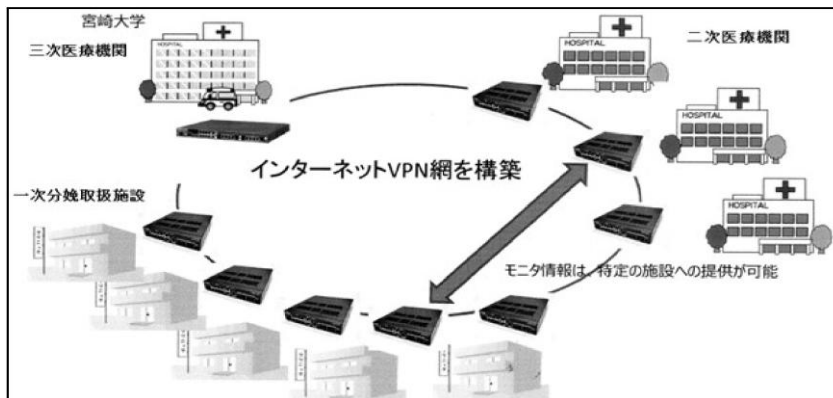 宮崎大学
三次医療機関
HOSPITAL
二次医療機関
HOSPITAL
HOSPITAL
インターネットVPN網を構築
一次分娩取扱施設
HOSPITAL
モニタ情報は、特定の施設への提供が可能